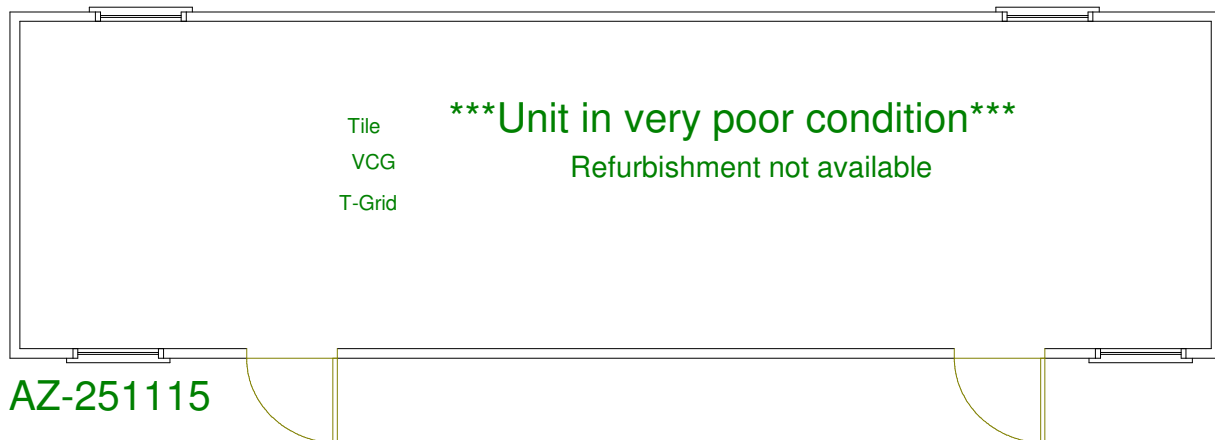 ***Unit in very poor condition***
Refurbishment not available
Tile
VCG
T-Grid
AZ-251115